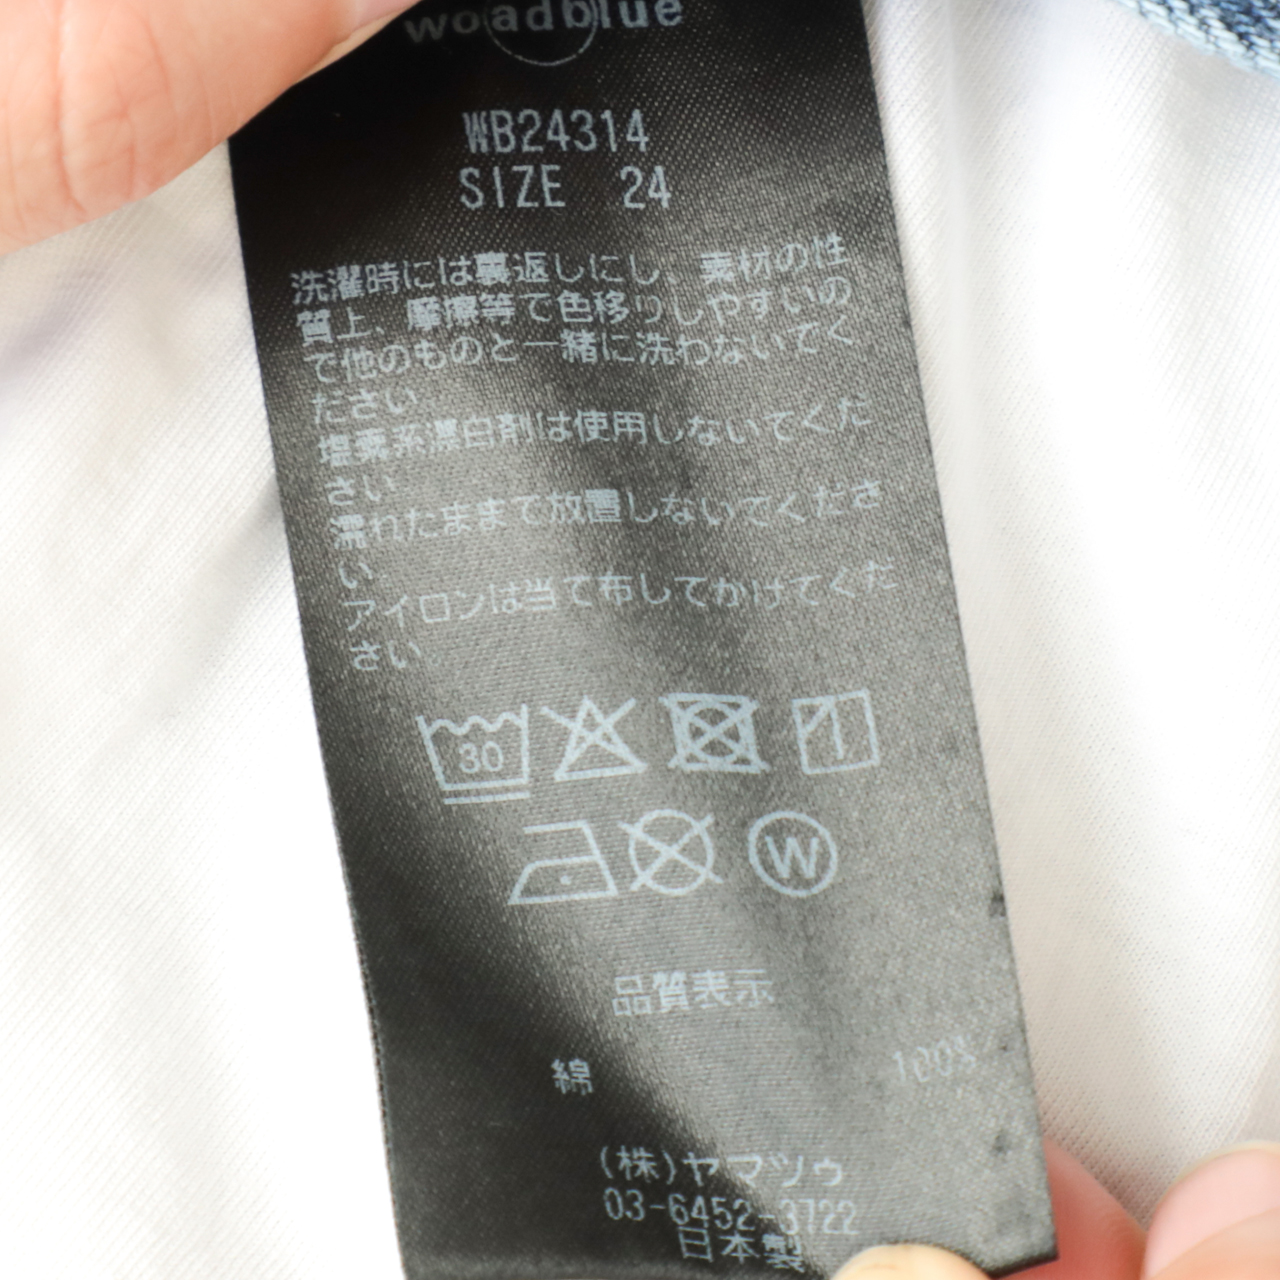 woadblue
WB24314
SIZE 24
洗濯時には裏返しにし、素材の性
質上、摩擦等で色移りしやすいの
で他のものと一緒に洗わないでく
ださい
塩素系漂白剤は使用しないでくだ
さい
濡れたままで放置しないでくださ
い
アイロンは当て布してかけてくだ
さい
30
W
品質表示
綿 100%
(株)ヤマツゥ
03-6452-3722
日本製